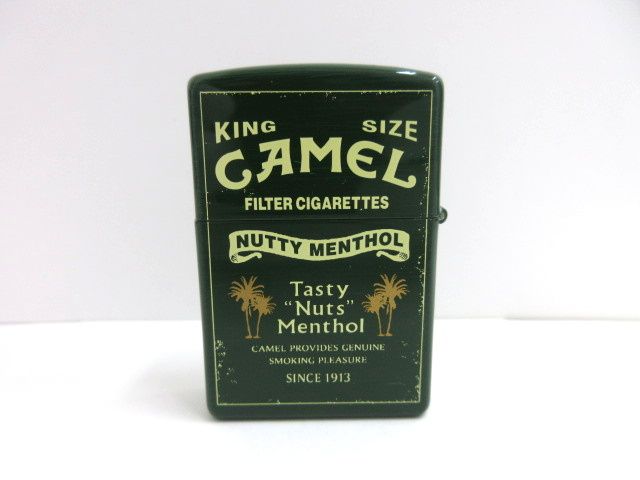 KING SIZE
CAMEL
FILTER CIGARETTES
NUTTY MENTHOL
Tasty
"Nuts"
Menthol
CAMEL PROVIDES GENUINE
SMOKING PLEASURE
SINCE 1913